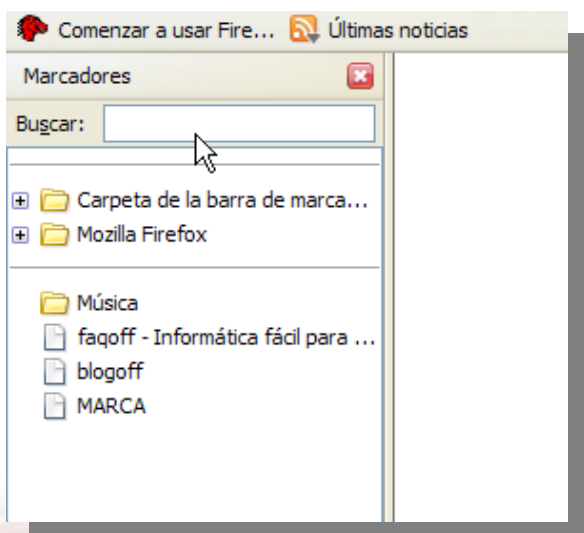 Comenzar a usar Fire... Últimas noticias
Marcadores
Buscar:
Carpeta de la barra de marca...
Mozilla Firefox
Música
faqoff - Informática fácil para ...
blogoff
MARCA